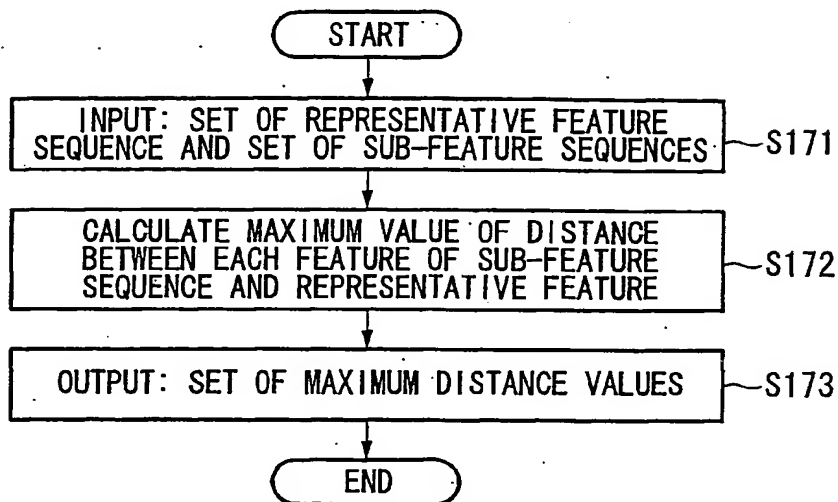 START
INPUT: SET OF REPRESENTATIVE FEATURE
SEQUENCE AND SET OF SUB-FEATURE SEQUENCES
S171
CALCULATE MAXIMUM VALUE OF DISTANCE
BETWEEN EACH FEATURE OF SUB-FEATURE
SEQUENCE AND REPRESENTATIVE FEATURE
S172
OUTPUT: SET OF MAXIMUM DISTANCE VALUES
S173
END